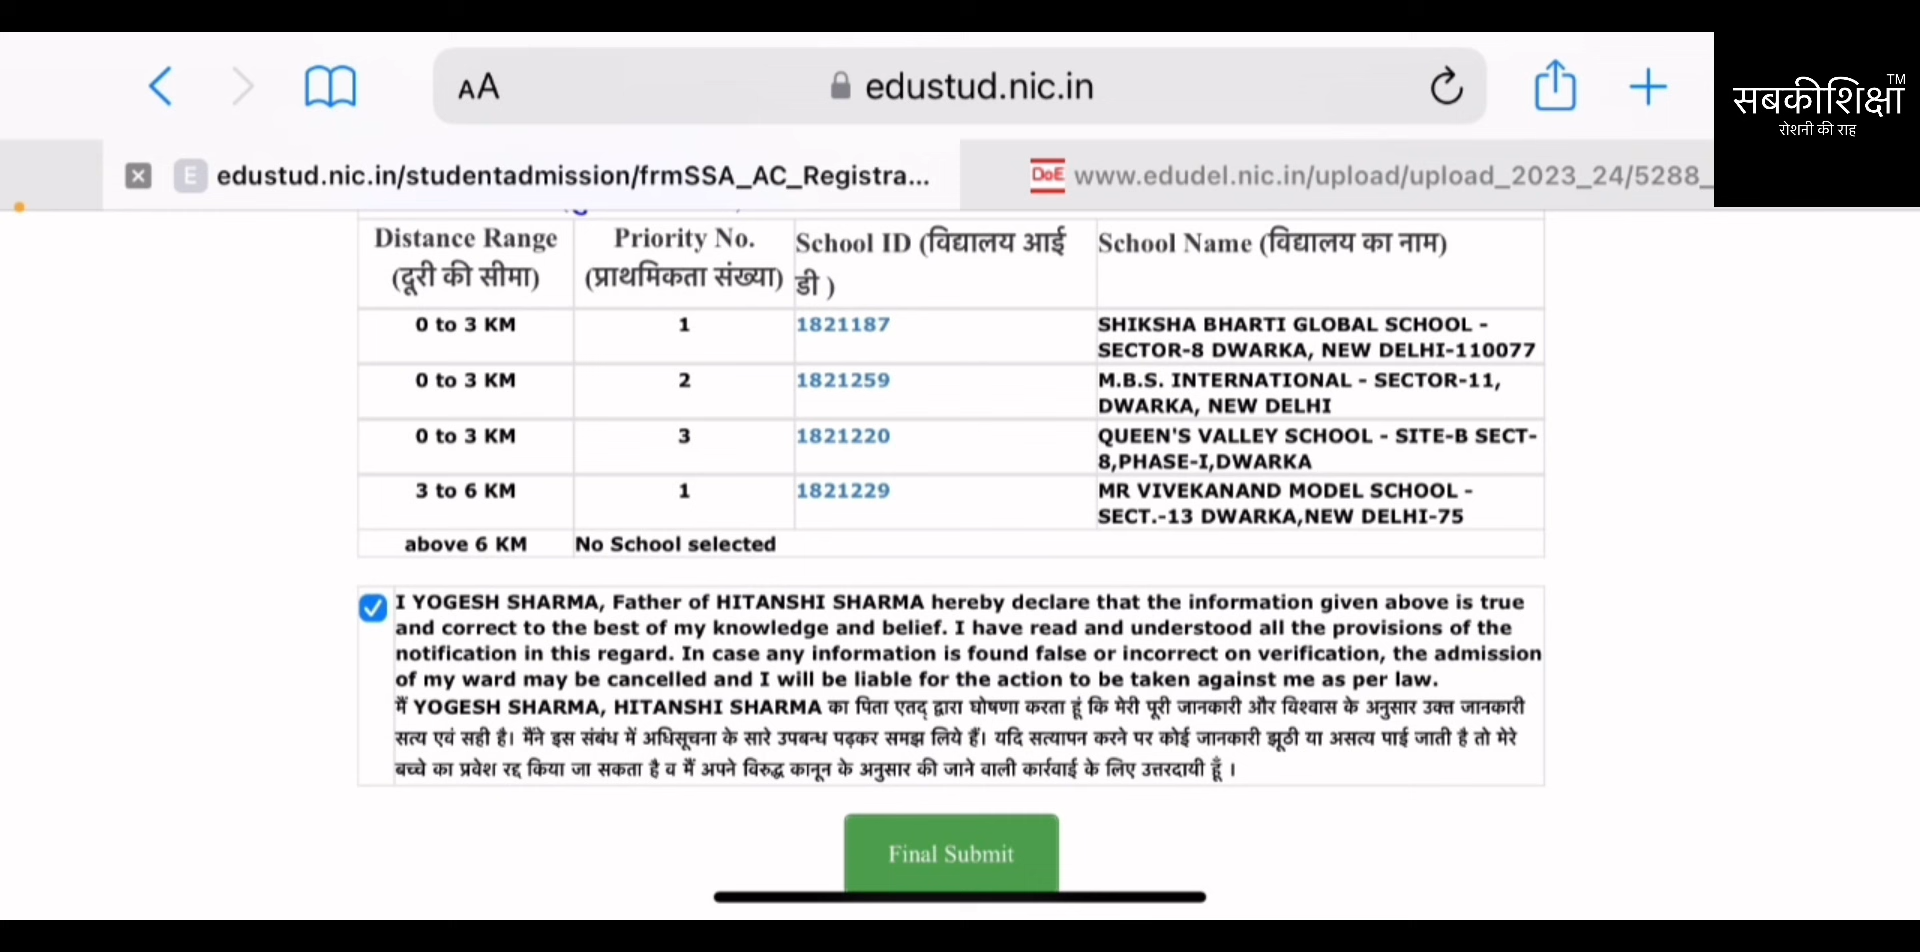 AA edustud.nic.in
सबकीशिक्षा TM
रोशनी की राह
E edustud.nic.in/studentadmission/frmSSA_AC_Registra... DoE www.edudel.nic.in/upload/upload_2023_24/5288_
Distance Range Priority No. School ID (विद्यालय आई School Name (विद्यालय का नाम)
(दूरी की सीमा) (प्राथमिकता संख्या) डी )
0 to 3 KM 1 1821187 SHIKSHA BHARTI GLOBAL SCHOOL -
SECTOR-8 DWARKA, NEW DELHI-110077
0 to 3 KM 2 1821259 M.B.S. INTERNATIONAL - SECTOR-11,
DWARKA, NEW DELHI
0 to 3 KM 3 1821220 QUEEN'S VALLEY SCHOOL - SITE-B SECT-
8,PHASE-I,DWARKA
3 to 6 KM 1 1821229 MR VIVEKANAND MODEL SCHOOL -
SECT.-13 DWARKA,NEW DELHI-75
above 6 KM No School selected
I YOGESH SHARMA, Father of HITANSHI SHARMA hereby declare that the information given above is true
and correct to the best of my knowledge and belief. I have read and understood all the provisions of the
notification in this regard. In case any information is found false or incorrect on verification, the admission
of my ward may be cancelled and I will be liable for the action to be taken against me as per law.
मैं YOGESH SHARMA, HITANSHI SHARMA का पिता एतद् द्वारा घोषणा करता हूं कि मेरी पूरी जानकारी और विश्वास के अनुसार उक्त जानकारी
सत्य एवं सही है। मैंने इस संबंध में अधिसूचना के सारे उपबन्ध पढ़कर समझ लिये हैं। यदि सत्यापन करने पर कोई जानकारी झूठी या असत्य पाई जाती है तो मेरे
बच्चे का प्रवेश रद्द किया जा सकता है व मैं अपने विरुद्ध कानून के अनुसार की जाने वाली कार्रवाई के लिए उत्तरदायी हूँ ।
Final Submit